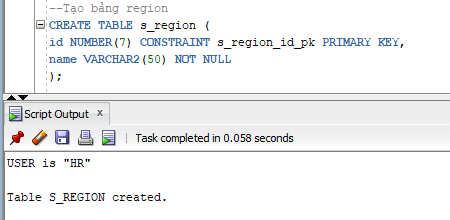 --Tạo bảng region
CREATE TABLE s_region (
id NUMBER(7) CONSTRAINT s_region_id_pk PRIMARY KEY,
name VARCHAR2(50) NOT NULL
);
Script Output x
Task completed in 0.058 seconds
USER is "HR"
Table S_REGION created.